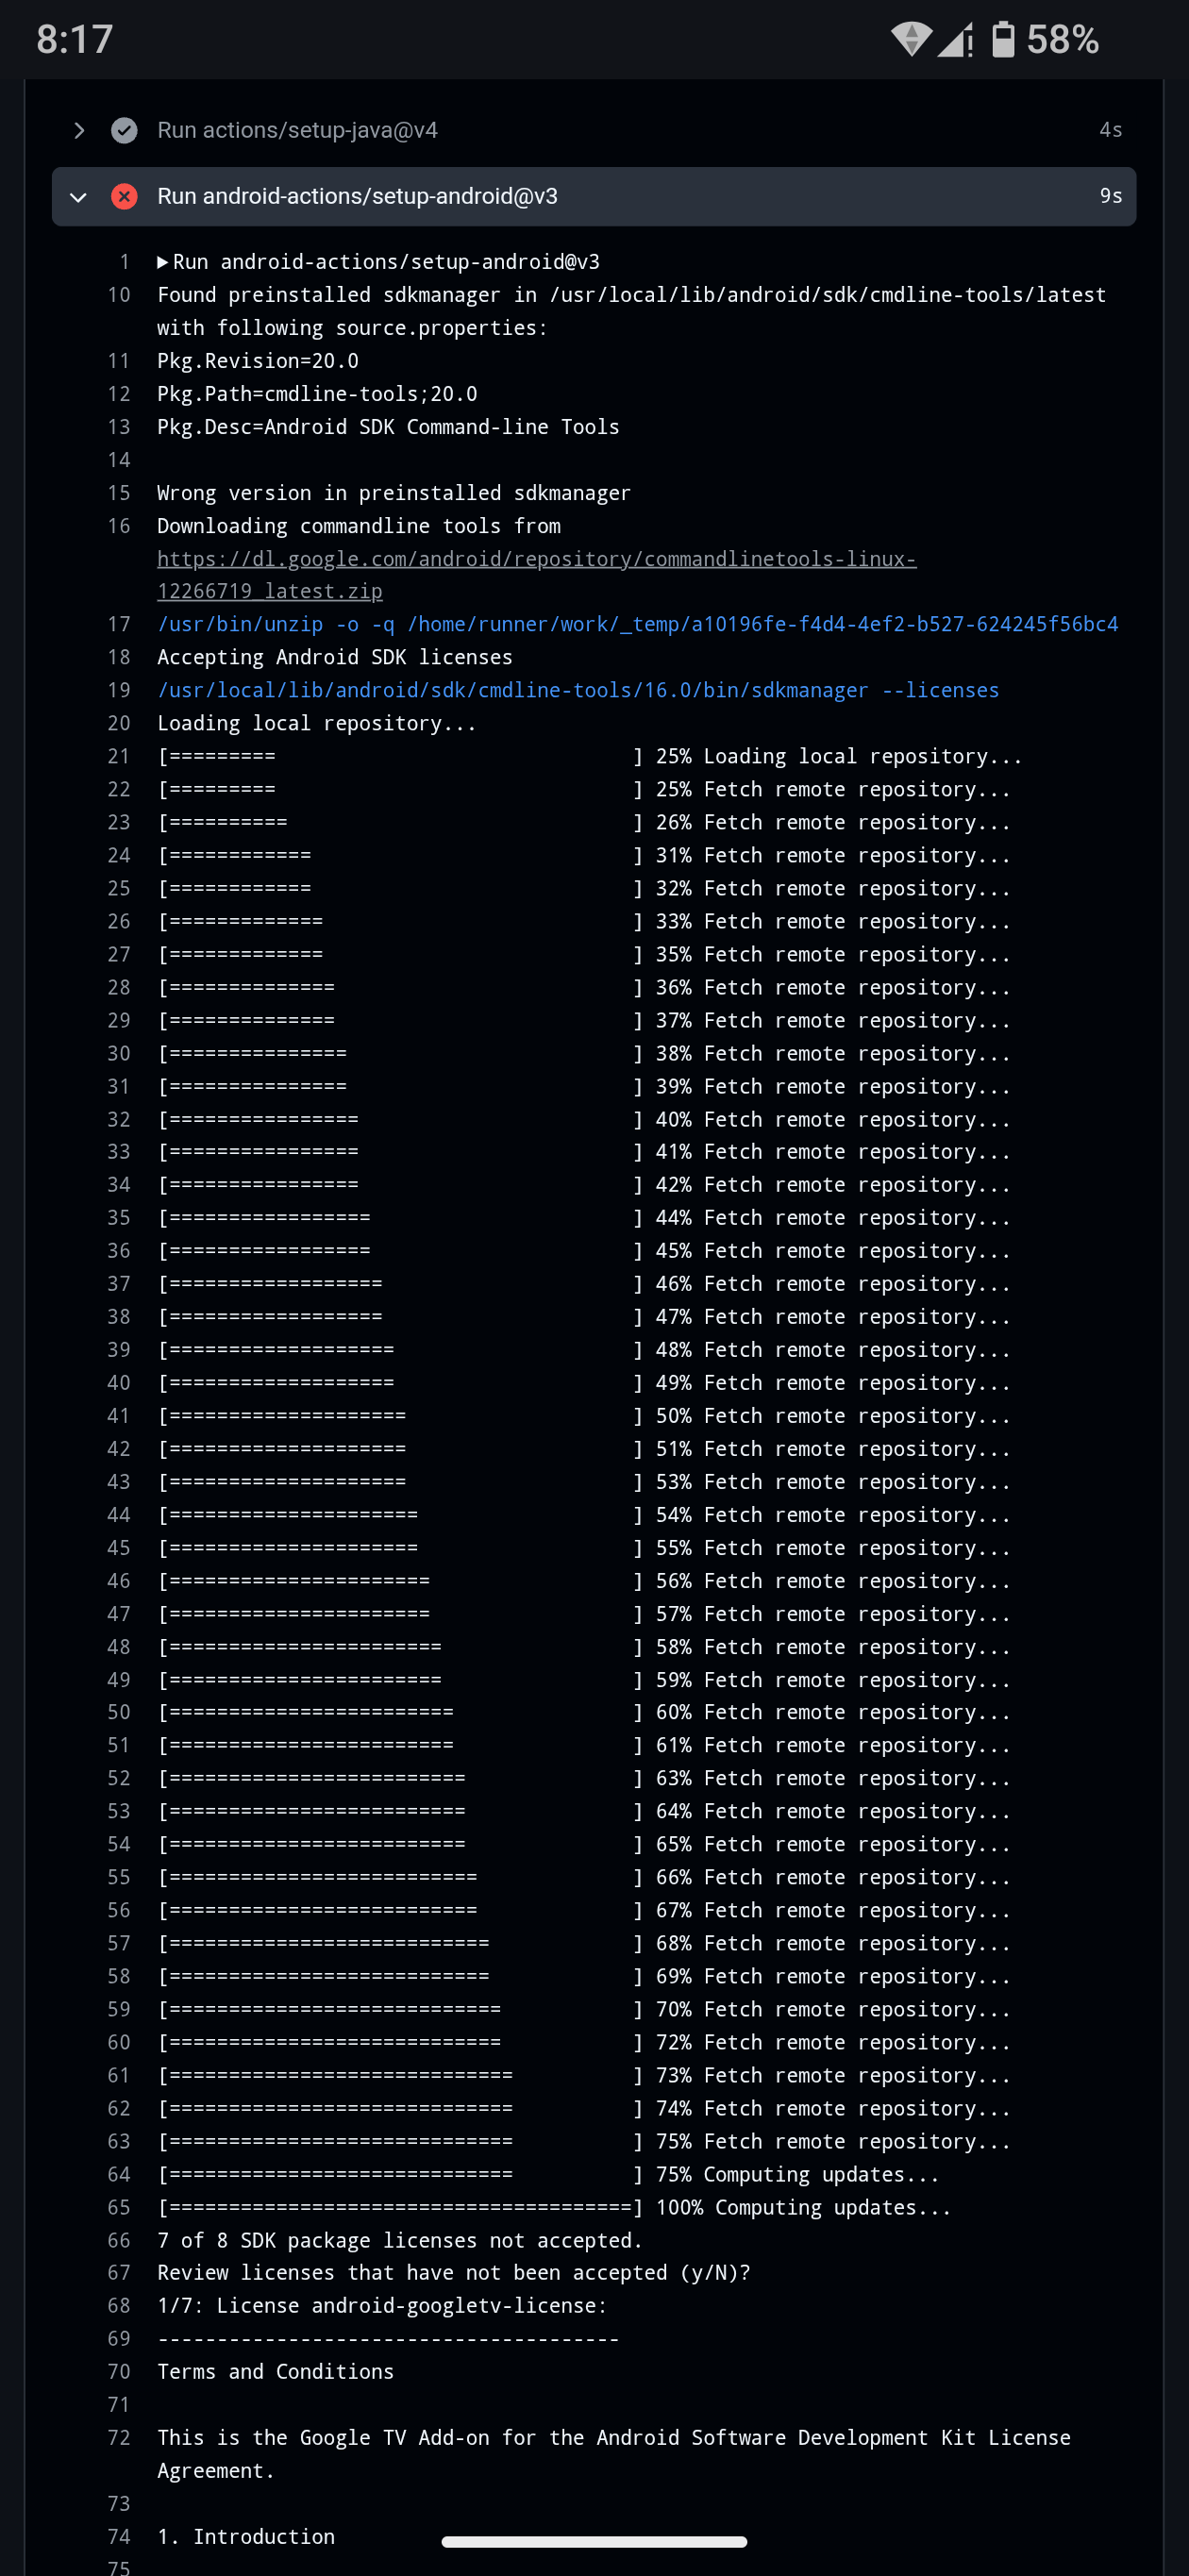 8:17
58%
Run actions/setup-java@v4 4s
Run android-actions/setup-android@v3 9s
1 Run android-actions/setup-android@v3
10 Found preinstalled sdkmanager in /usr/local/lib/android/sdk/cmdline-tools/latest
with following source.properties:
11 Pkg.Revision=20.0
12 Pkg.Path=cmdline-tools;20.0
13 Pkg.Desc=Android SDK Command-line Tools
14
15 Wrong version in preinstalled sdkmanager
16 Downloading commandline tools from
https://dl.google.com/android/repository/commandlinetools-linux-
12266719_latest.zip
17 /usr/bin/unzip -o -q /home/runner/work/_temp/a10196fe-f4d4-4ef2-b527-624245f56bc4
18 Accepting Android SDK licenses
19 /usr/local/lib/android/sdk/cmdline-tools/16.0/bin/sdkmanager --licenses
20 Loading local repository...
21 [=========                              ] 25% Loading local repository...
22 [=========                              ] 25% Fetch remote repository...
23 [==========                             ] 26% Fetch remote repository...
24 [============                           ] 31% Fetch remote repository...
25 [============                           ] 32% Fetch remote repository...
26 [=============                          ] 33% Fetch remote repository...
27 [=============                          ] 35% Fetch remote repository...
28 [==============                         ] 36% Fetch remote repository...
29 [==============                         ] 37% Fetch remote repository...
30 [===============                        ] 38% Fetch remote repository...
31 [===============                        ] 39% Fetch remote repository...
32 [================                       ] 40% Fetch remote repository...
33 [================                       ] 41% Fetch remote repository...
34 [================                       ] 42% Fetch remote repository...
35 [=================                      ] 44% Fetch remote repository...
36 [=================                      ] 45% Fetch remote repository...
37 [==================                     ] 46% Fetch remote repository...
38 [==================                     ] 47% Fetch remote repository...
39 [===================                    ] 48% Fetch remote repository...
40 [===================                    ] 49% Fetch remote repository...
41 [====================                   ] 50% Fetch remote repository...
42 [====================                   ] 51% Fetch remote repository...
43 [====================                   ] 53% Fetch remote repository...
44 [=====================                  ] 54% Fetch remote repository...
45 [=====================                  ] 55% Fetch remote repository...
46 [======================                 ] 56% Fetch remote repository...
47 [======================                 ] 57% Fetch remote repository...
48 [=======================                ] 58% Fetch remote repository...
49 [=======================                ] 59% Fetch remote repository...
50 [========================               ] 60% Fetch remote repository...
51 [========================               ] 61% Fetch remote repository...
52 [=========================              ] 63% Fetch remote repository...
53 [=========================              ] 64% Fetch remote repository...
54 [=========================              ] 65% Fetch remote repository...
55 [==========================             ] 66% Fetch remote repository...
56 [==========================             ] 67% Fetch remote repository...
57 [===========================            ] 68% Fetch remote repository...
58 [===========================            ] 69% Fetch remote repository...
59 [============================           ] 70% Fetch remote repository...
60 [============================           ] 72% Fetch remote repository...
61 [=============================          ] 73% Fetch remote repository...
62 [=============================          ] 74% Fetch remote repository...
63 [=============================          ] 75% Fetch remote repository...
64 [=============================          ] 75% Computing updates...
65 [=======================================] 100% Computing updates...
66 7 of 8 SDK package licenses not accepted.
67 Review licenses that have not been accepted (y/N)?
68 1/7: License android-googletv-license:
69 ---------------------------------------
70 Terms and Conditions
71
72 This is the Google TV Add-on for the Android Software Development Kit License
Agreement.
73
74 1. Introduction
75